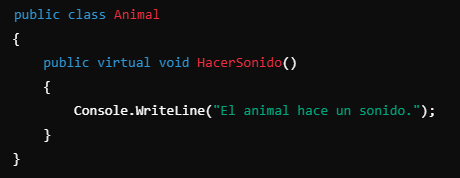 public class Animal
{
    public virtual void HacerSonido()
    {
        Console.WriteLine("El animal hace un sonido.");
    }
}